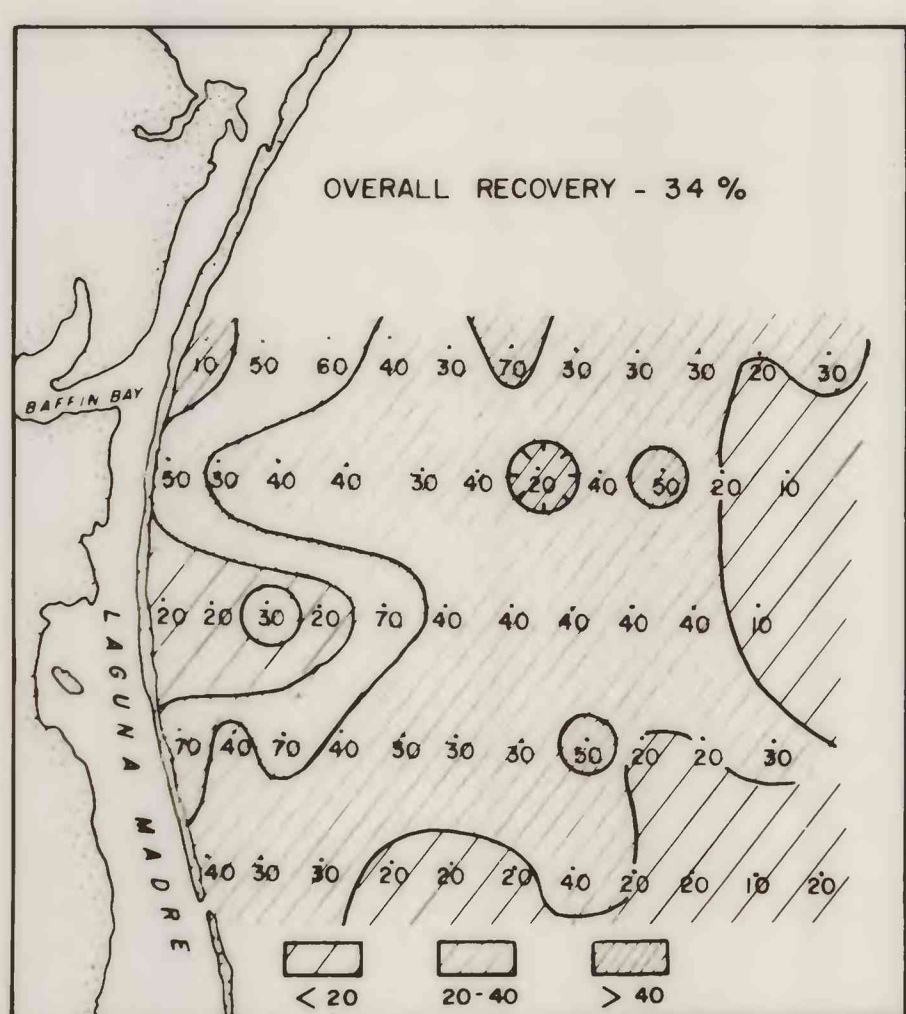 OVERALL RECOVERY - 34 %
10 50 60 40 30 70 30 30 30 20 30
BAFFIN BAY
50 30 40 40 30 40 20 40 50 20 10
20 20 30 20 70 40 40 40 40 40 10
LAGUNA MADRE
70 40 70 40 30 30 50 20 20 30
40 30 30 20 20 20 40 20 20 10 20
< 20 20-40 > 40